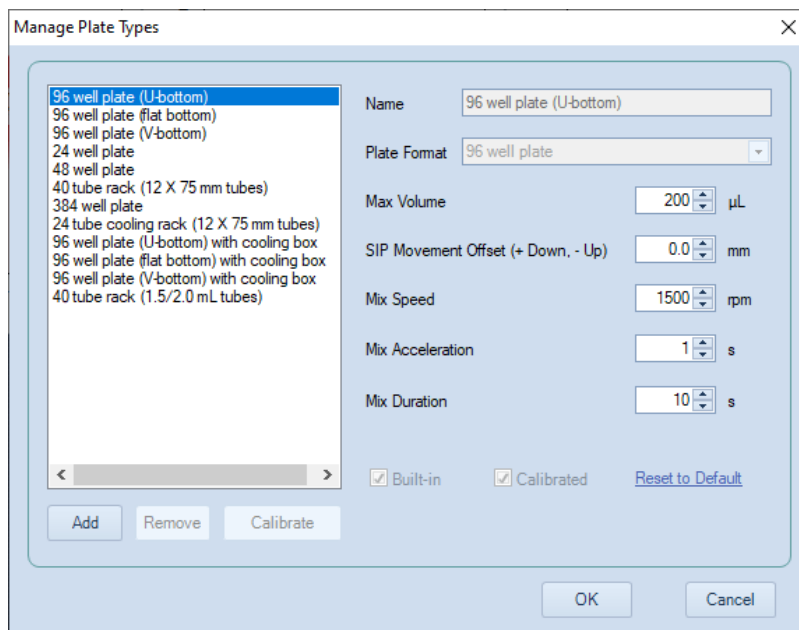 Manage Plate Types
96 well plate (U-bottom)
96 well plate (flat bottom)
96 well plate (V-bottom)
24 well plate
48 well plate
40 tube rack (12 X 75 mm tubes)
384 well plate
24 tube cooling rack (12 X 75 mm tubes)
96 well plate (U-bottom) with cooling box
96 well plate (flat bottom) with cooling box
96 well plate (V-bottom) with cooling box
40 tube rack (1.5/2.0 mL tubes)
Add Remove Calibrate
Name 96 well plate (U-bottom)
Plate Format 96 well plate
Max Volume 200 µL
SIP Movement Offset (+ Down, - Up) 0.0 mm
Mix Speed 1500 rpm
Mix Acceleration 1 s
Mix Duration 10 s
Built-in Calibrated Reset to Default
OK Cancel